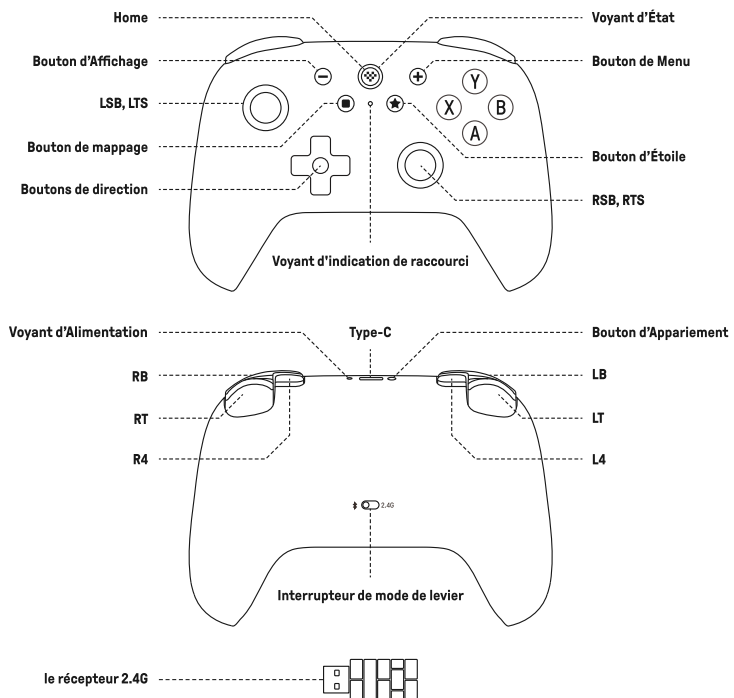 Home
Voyant d'État
Bouton d'Affichage
Bouton de Menu
LSB, LTS
Y
X
B
A
Bouton de mappage
Bouton d'Étoile
Boutons de direction
RSB, RTS
Voyant d'indication de raccourci
Voyant d'Alimentation
Type-C
Bouton d'Appariement
RB
LB
RT
LT
R4
L4
2.4G
Interrupteur de mode de levier
le récepteur 2.4G